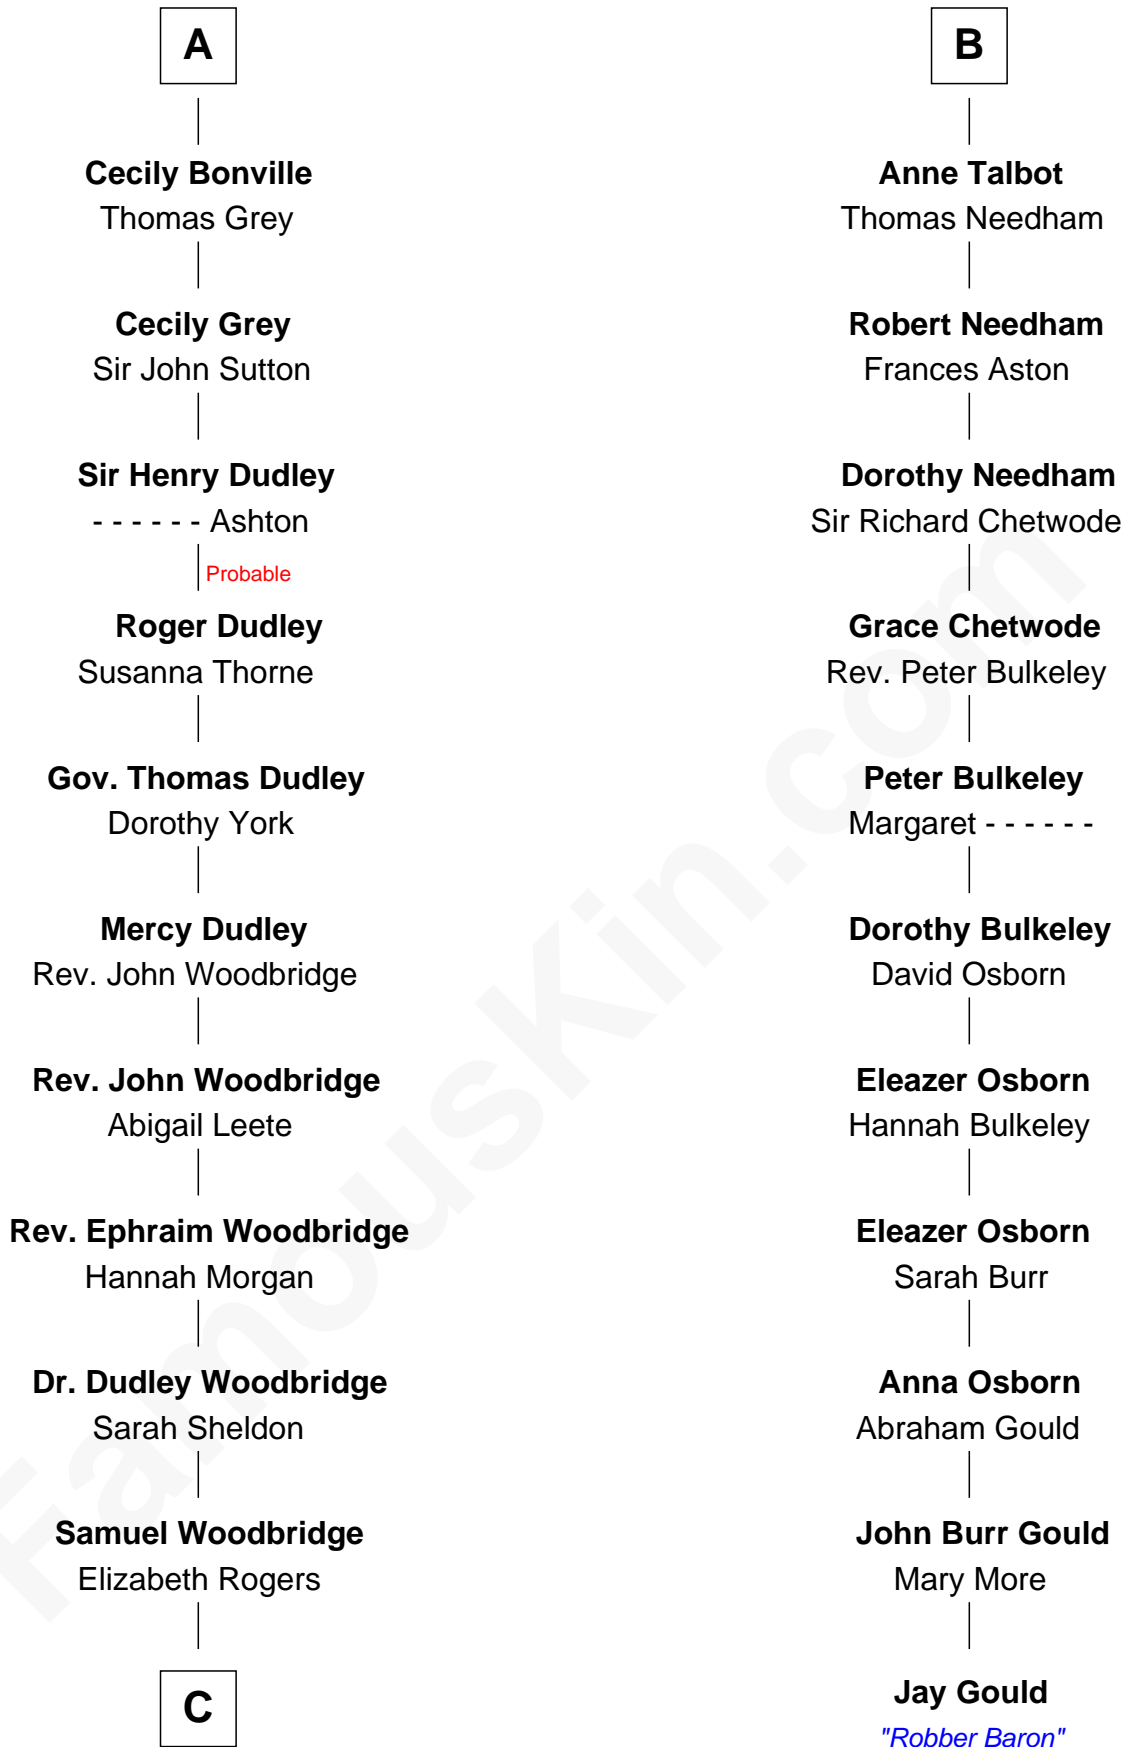 A
Cecily Bonville
Thomas Grey
Cecily Grey
Sir John Sutton
Sir Henry Dudley
- - - - - - Ashton
Probable
Roger Dudley
Susanna Thorne
Gov. Thomas Dudley
Dorothy York
Mercy Dudley
Rev. John Woodbridge
Rev. John Woodbridge
Abigail Leete
Rev. Ephraim Woodbridge
Hannah Morgan
Dr. Dudley Woodbridge
Sarah Sheldon
Samuel Woodbridge
Elizabeth Rogers
C
B
Anne Talbot
Thomas Needham
Robert Needham
Frances Aston
Dorothy Needham
Sir Richard Chetwode
Grace Chetwode
Rev. Peter Bulkeley
Peter Bulkeley
Margaret - - - - - -
Dorothy Bulkeley
David Osborn
Eleazer Osborn
Hannah Bulkeley
Eleazer Osborn
Sarah Burr
Anna Osborn
Abraham Gould
John Burr Gould
Mary More
Jay Gould
"Robber Baron"
FamousKin.com